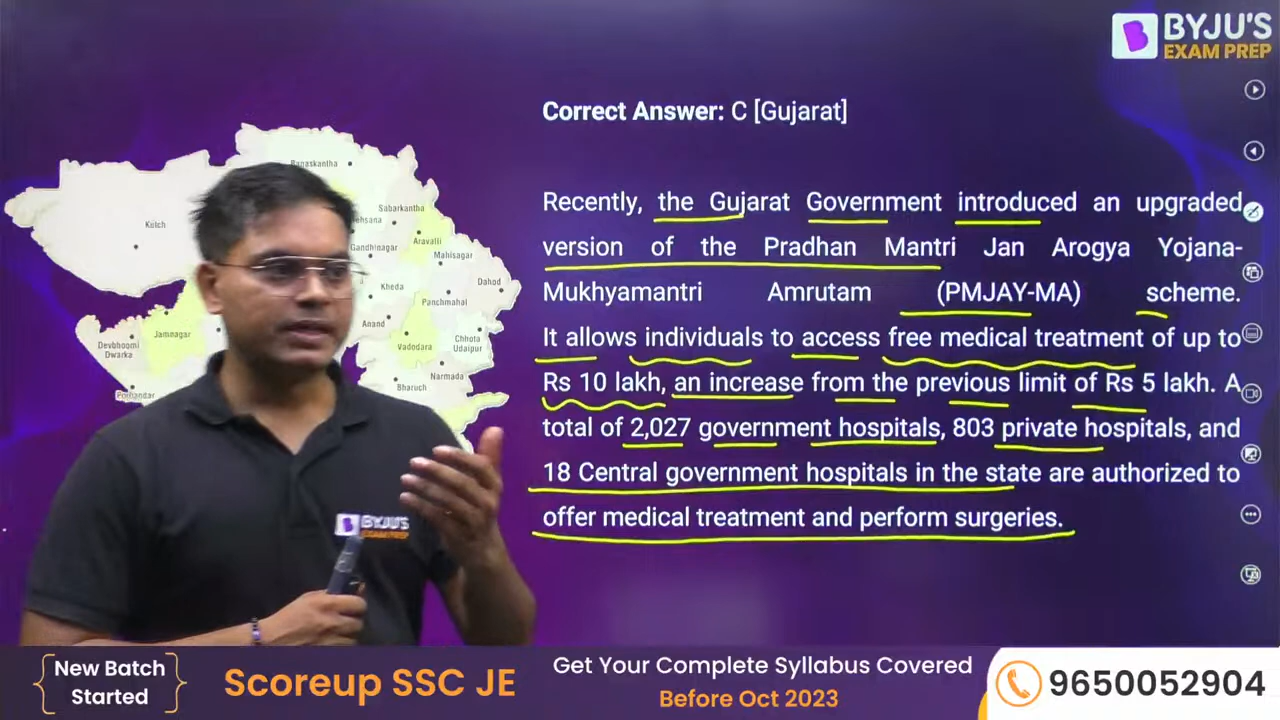 BYJU'S
EXAM PREP
Correct Answer: C [Gujarat]
Recently, the Gujarat Government introduced an upgraded
version of the Pradhan Mantri Jan Arogya Yojana-
Mukhyamantri Amrutam (PMJAY-MA) scheme.
It allows individuals to access free medical treatment of up to
Rs 10 lakh, an increase from the previous limit of Rs 5 lakh. A
total of 2,027 government hospitals, 803 private hospitals, and
18 Central government hospitals in the state are authorized to
offer medical treatment and perform surgeries.
Banaskantha
Sabarkantha
Kutch
Aravalli
Gandhinagar
Mahisagar
Kheda
Dahod
Panchmahal
Anand
Jamnagar
Devbhoomi
Dwarka
Vadodara
Chhota
Udaipur
Narmada
Bharuch
Porbandar
BYJU'S
EXAM PREP
New Batch
Started
Scoreup SSC JE
Get Your Complete Syllabus Covered
Before Oct 2023
9650052904